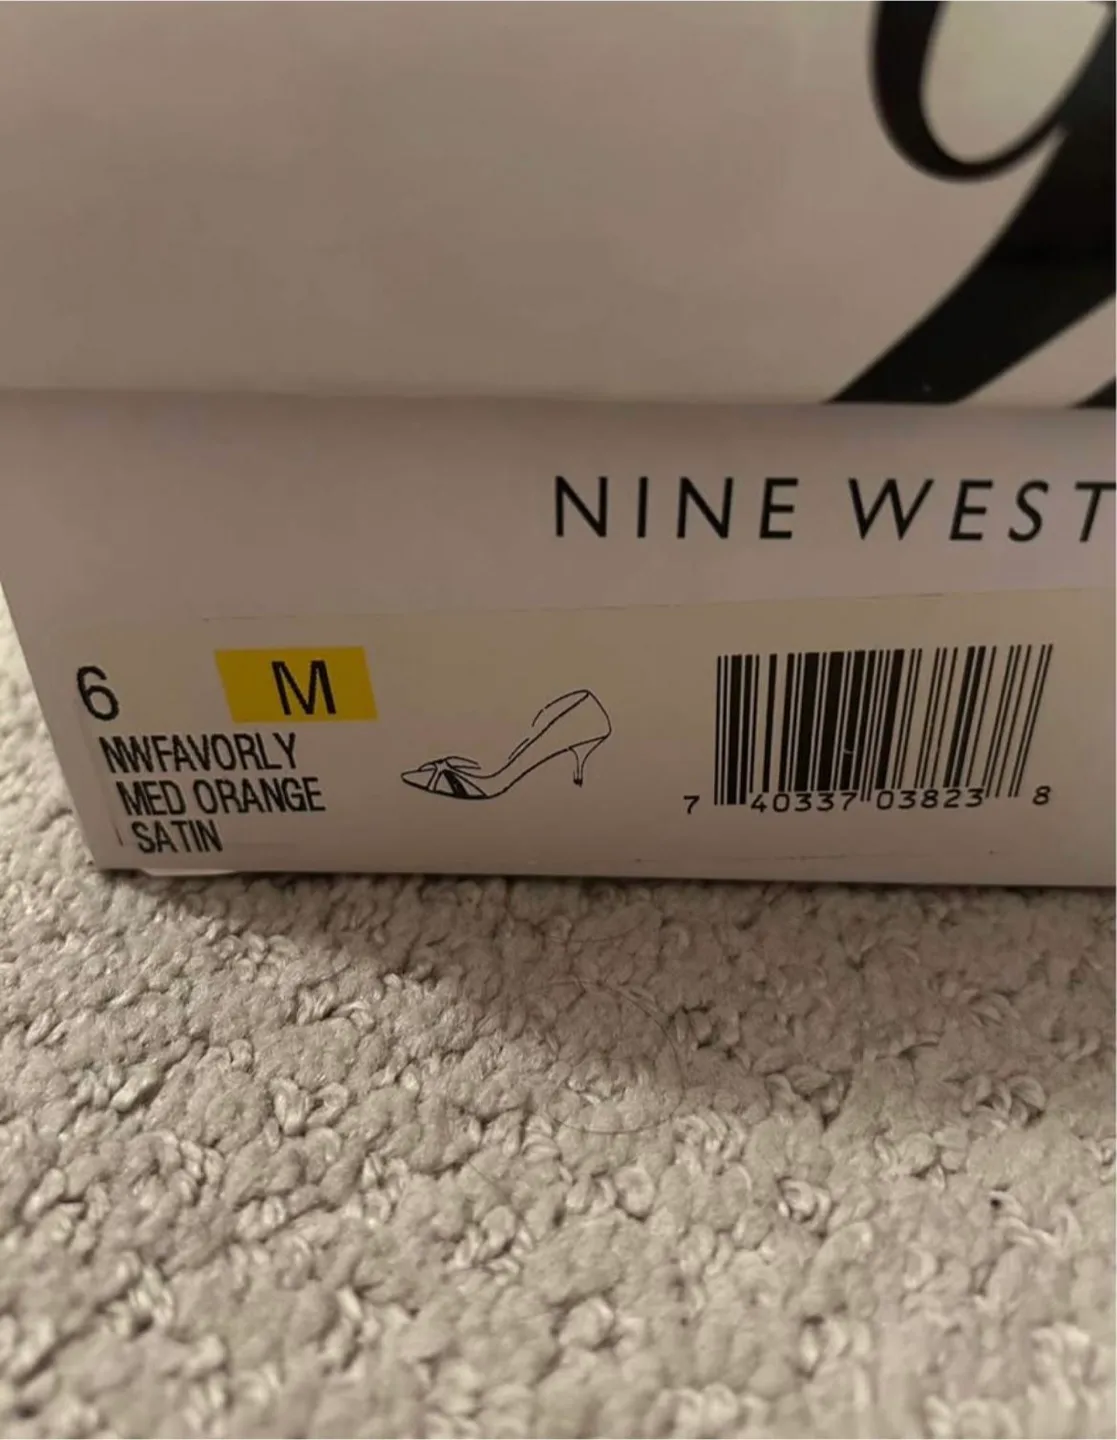 NINE WEST
6 M
NWFAVORLY
MED ORANGE
SATIN
7 40337 03823 8